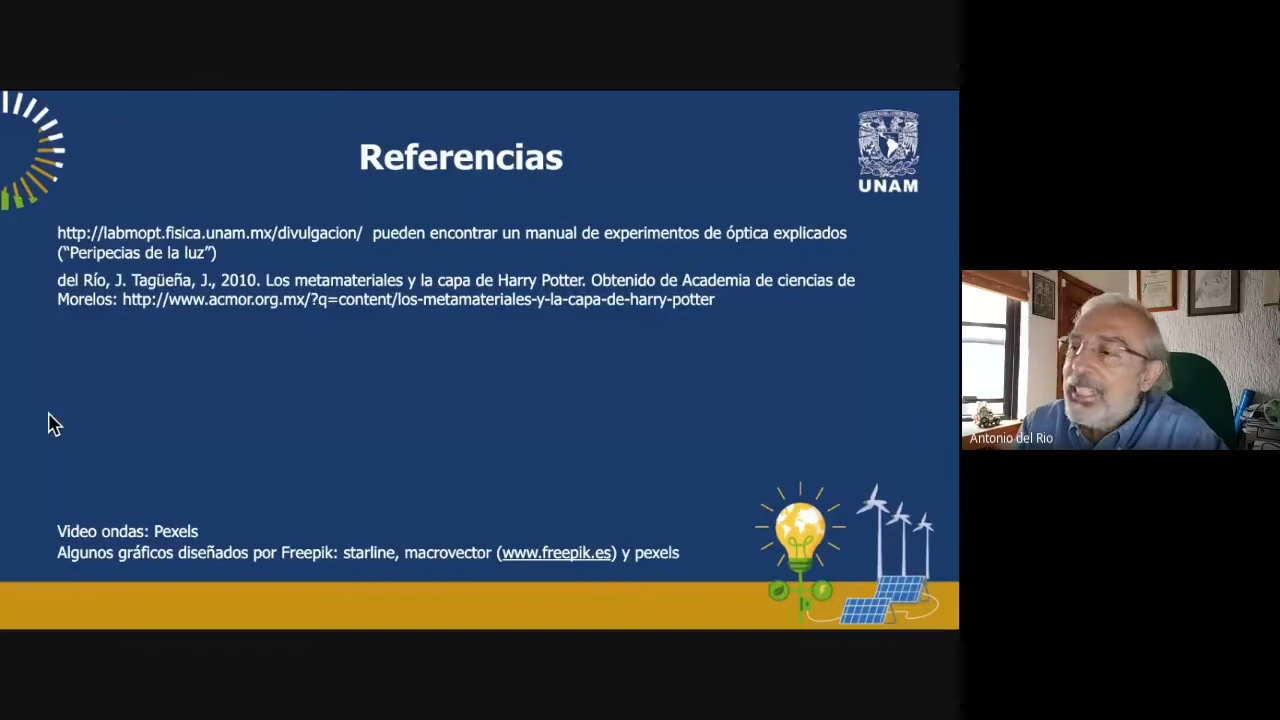 Referencias
UNAM
http://labmopt.fisica.unam.mx/divulgacion/ pueden encontrar un manual de experimentos de óptica explicados
(“Peripecias de la luz”)
del Río, J. Tagüeña, J., 2010. Los metamateriales y la capa de Harry Potter. Obtenido de Academia de ciencias de
Morelos: http://www.acmor.org.mx/?q=content/los-metamateriales-y-la-capa-de-harry-potter
Video ondas: Pexels
Algunos gráficos diseñados por Freepik: starline, macrovector (www.freepik.es) y pexels
Antonio del Rio